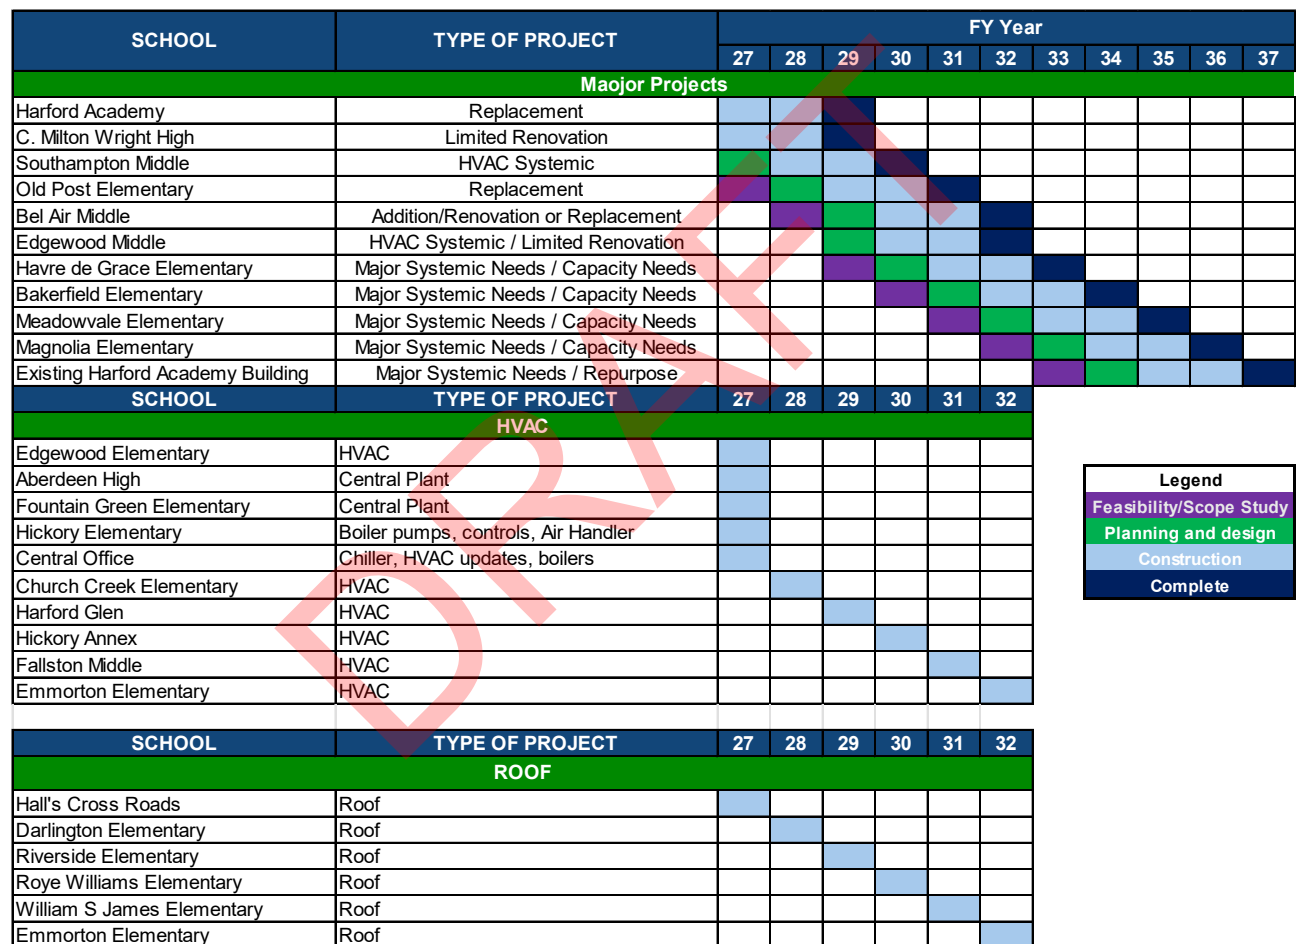 SCHOOL TYPE OF PROJECT FY Year
27 28 29 30 31 32 33 34 35 36 37
Maojor Projects
Harford Academy Replacement
C. Milton Wright High Limited Renovation
Southampton Middle HVAC Systemic
Old Post Elementary Replacement
Bel Air Middle Addition/Renovation or Replacement
Edgewood Middle HVAC Systemic / Limited Renovation
Havre de Grace Elementary Major Systemic Needs / Capacity Needs
Bakerfield Elementary Major Systemic Needs / Capacity Needs
Meadowvale Elementary Major Systemic Needs / Capacity Needs
Magnolia Elementary Major Systemic Needs / Capacity Needs
Existing Harford Academy Building Major Systemic Needs / Repurpose
SCHOOL TYPE OF PROJECT 27 28 29 30 31 32
HVAC
Edgewood Elementary HVAC
Aberdeen High Central Plant
Fountain Green Elementary Central Plant
Hickory Elementary Boiler pumps, controls, Air Handler
Central Office Chiller, HVAC updates, boilers
Church Creek Elementary HVAC
Harford Glen HVAC
Hickory Annex HVAC
Fallston Middle HVAC
Emmorton Elementary HVAC
Legend
Feasibility/Scope Study
Planning and design
Construction
Complete
SCHOOL TYPE OF PROJECT 27 28 29 30 31 32
ROOF
Hall's Cross Roads Roof
Darlington Elementary Roof
Riverside Elementary Roof
Roye Williams Elementary Roof
William S James Elementary Roof
Emmorton Elementary Roof
DRAFT